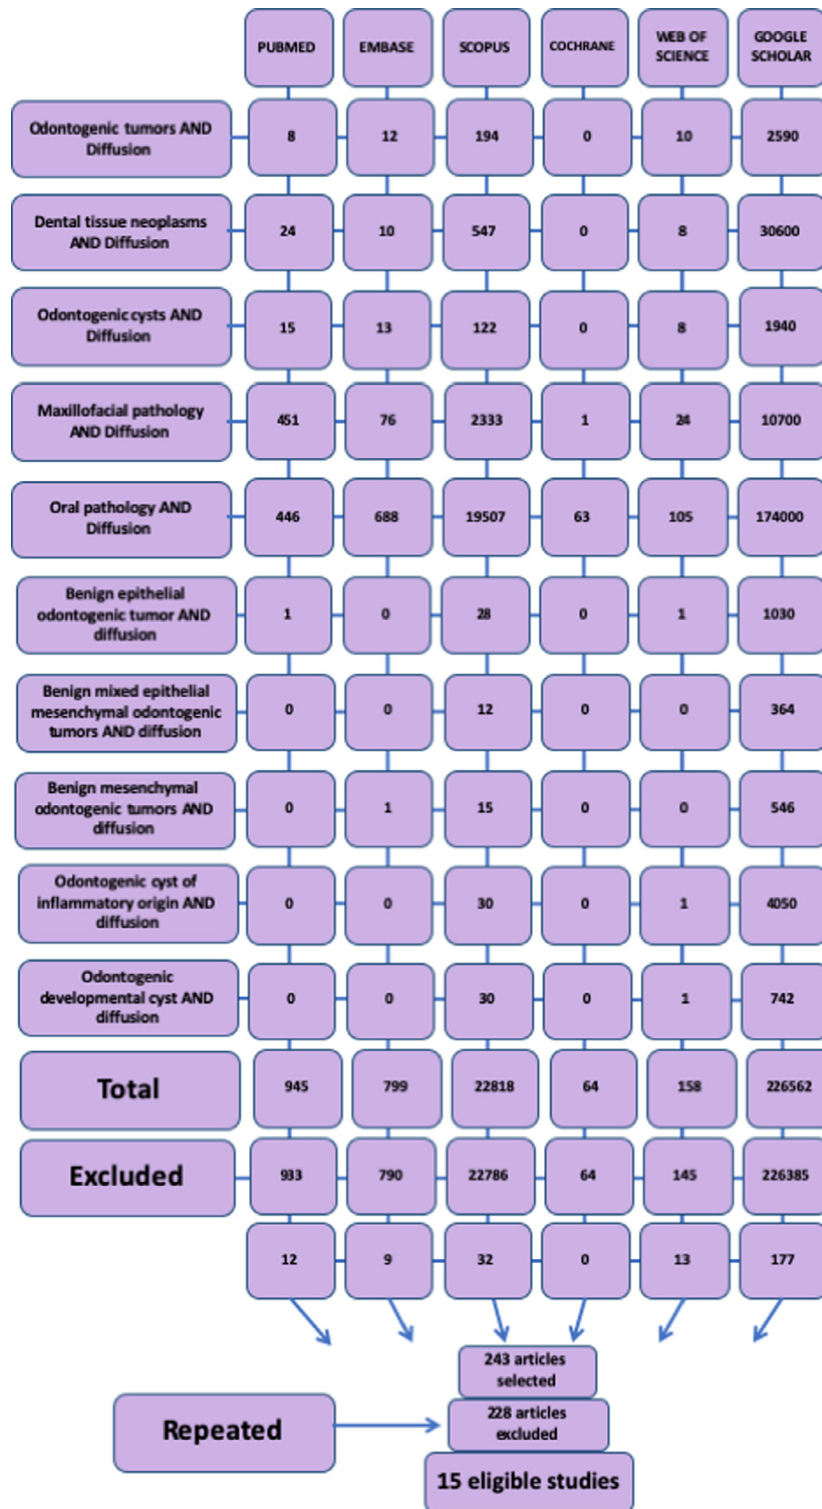 PUBMED
EMBASE
SCOPUS
COCHRANE
WEB OF
SCIENCE
GOOGLE
SCHOLAR
Odontogenic tumors AND
Diffusion
8
12
194
0
10
2590
Dental tissue neoplasms
AND Diffusion
24
10
547
0
8
30600
Odontogenic cysts AND
Diffusion
15
13
122
0
8
1940
Maxillofacial pathology
AND Diffusion
451
76
2333
1
24
10700
Oral pathology AND
Diffusion
446
688
19507
63
105
174000
Benign epithelial
odontogenic tumor AND
diffusion
1
0
28
0
1
1030
Benign mixed epithelial
mesenchymal odontogenic
tumors AND diffusion
0
0
12
0
0
364
Benign mesenchymal
odontogenic tumors AND
diffusion
0
1
15
0
0
546
Odontogenic cyst of
inflammatory origin AND
diffusion
0
0
30
0
1
4050
Odontogenic
developmental cyst AND
diffusion
0
0
30
0
1
742
Total
945
799
22818
64
158
226562
Excluded
933
790
22786
64
145
226385
12
9
32
0
13
177
243 articles
selected
Repeated
228 articles
excluded
15 eligible studies